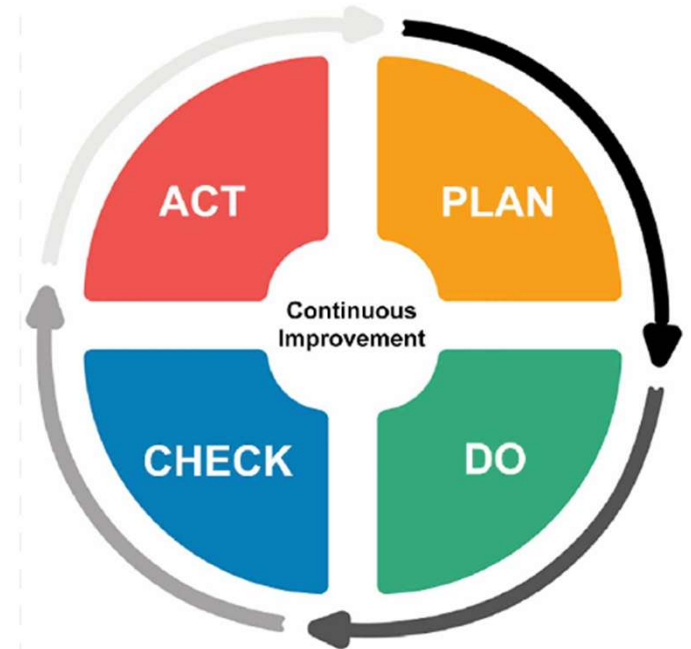 ACT
PLAN
Continuous
Improvement
CHECK
DO